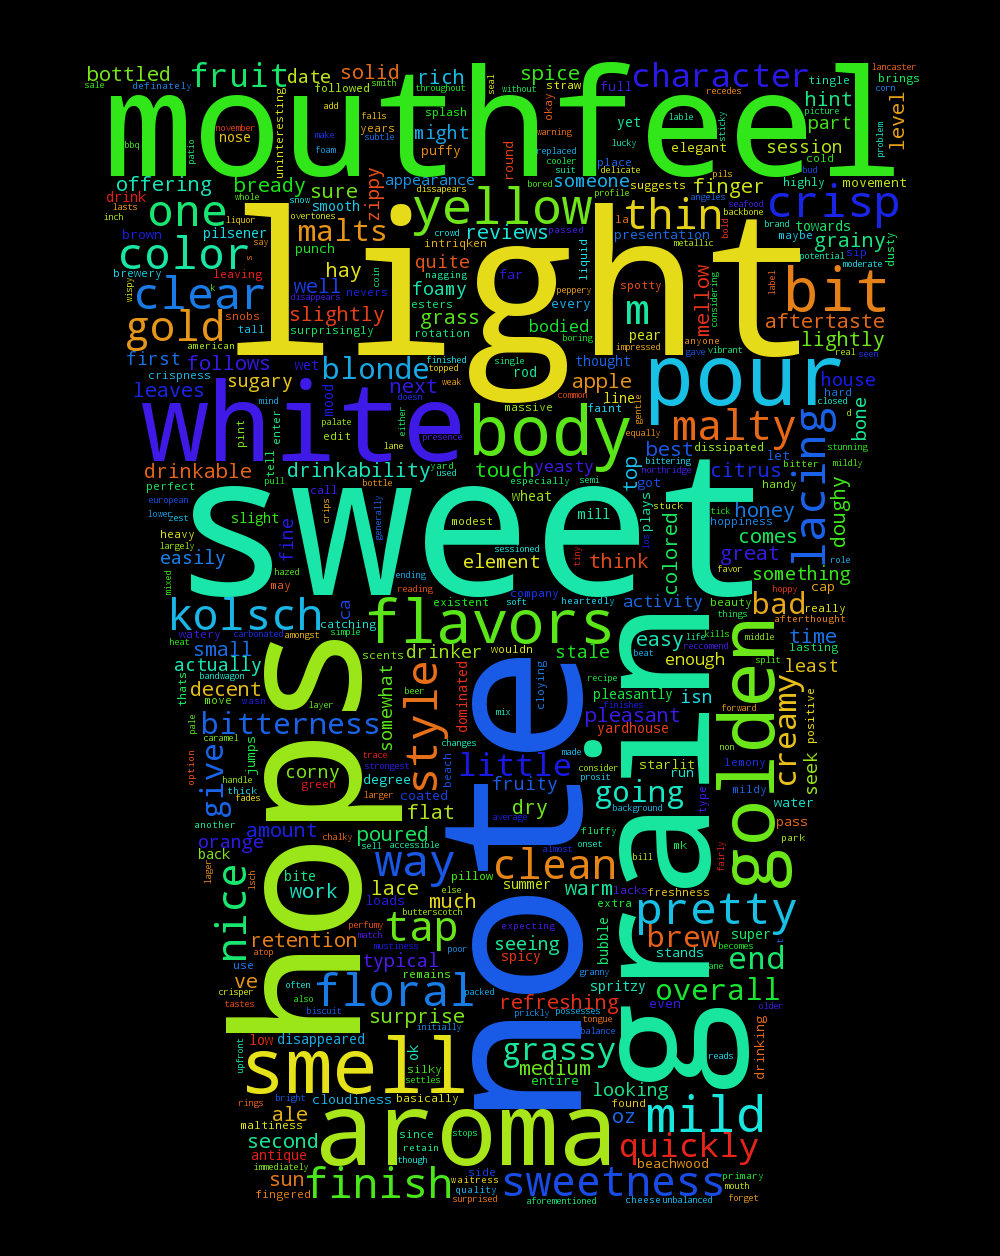 bottled fruit date solid rich spice character
lancaster
brings
sale definately followed straw full recedes corn
mouthfeel
throughout without seal okay tingle
uninteresting add splash lable picture
hint part level
november falls might yet sticky problem
nose make years warning lucky elegant session
bbq patio foam subtle puffy round replaced place cold
cooler delicate bud
offering bready sure zippy appearance suit someone suggests finger highly movement
drink whole snow dissapears bored profile pils angeles seafood crisp
lasts liquor overtones smooth
one malts yellow thin backbone
inch
color punch reviews crowd passed la presentation bold brand towards
brown pilsener say intriqken metallic maybe grainy sip dusty
brewery s hay quite liquid far spotty potential moderate
leaving k well nevers coin foamy nagging peppery mellow considering label bit
clear disappears esters every m
wispy snobs slightly grass bodied pear aftertaste
gold tall surprisingly rotation boring impressed anyone lightly
american light
first follows wet finished single thought gave vibrant real seen
crispness blonde topped rod pour house
leaves sugary mood next weak apple line hard
mind doesn massive common faint gentle closed d
white palate either body equally malty lacing bone
pint edit lane presence dissipated stunning
enter yard touch yeasty best bittering let bitter mildly
drinkable tell drinkability used especially semi top northridge citrus doughy
perfect pull call bottle wheat got handy
european sweet stuck
lower zest slight crips generally modest mill plays tick hoppiness honey
heavy fine sessioned tiny los comes role
largely easily element think colored great
hazed ending favor something
mixed may reading company heartedly hoppy cap
kolsch ca existent soft activity beauty bad really
catching flavors things afterthought
watery carbonated amongst simple easy life kills time
heat small drinker wouldn beat reccomend middle lasting
actually scents stale enough split least
thats bandwagon hops cloying recipe
decent dominated pleasantly isn
move wasn layer somewhat style beer note grain finishes forward golden creamy positive
bitterness mix pleasant yardhouse seek
pale caramel changes made non
jumps trace little consider starlit lemony
option corny strongest degree beach prosit run
handle green fruity going type mildy
give thick larger coated background water
fades chalky flat dry average
another amount poured fluffy pass
orange sell accessible almost onset mk park
back way clean bill fairly
lager lsch bite pillow
nice work lace else summer warm lacks freshness
loads much extra pretty
butterscotch
perfumy tap expecting bubble brew super
retention match seeing becomes
atop mustiness poor spicy stands t
typical granny ane end
ve remains spritzy even
use often floral packed overall
crisper also biscuit refreshing older
tastes surprise prickly possesses
initially tongue drinking
balance
upfront low disappeared ok grassy reads
smell silky medium
settles entire looking
rings bright cloudiness basically found
ale aroma oz mild
maltiness since stops
second retain quickly
antique though
immediately beachwood
sun finish side waitress sweetness primary
fingered quality mouth
surprised aforementioned cheese unbalanced forget